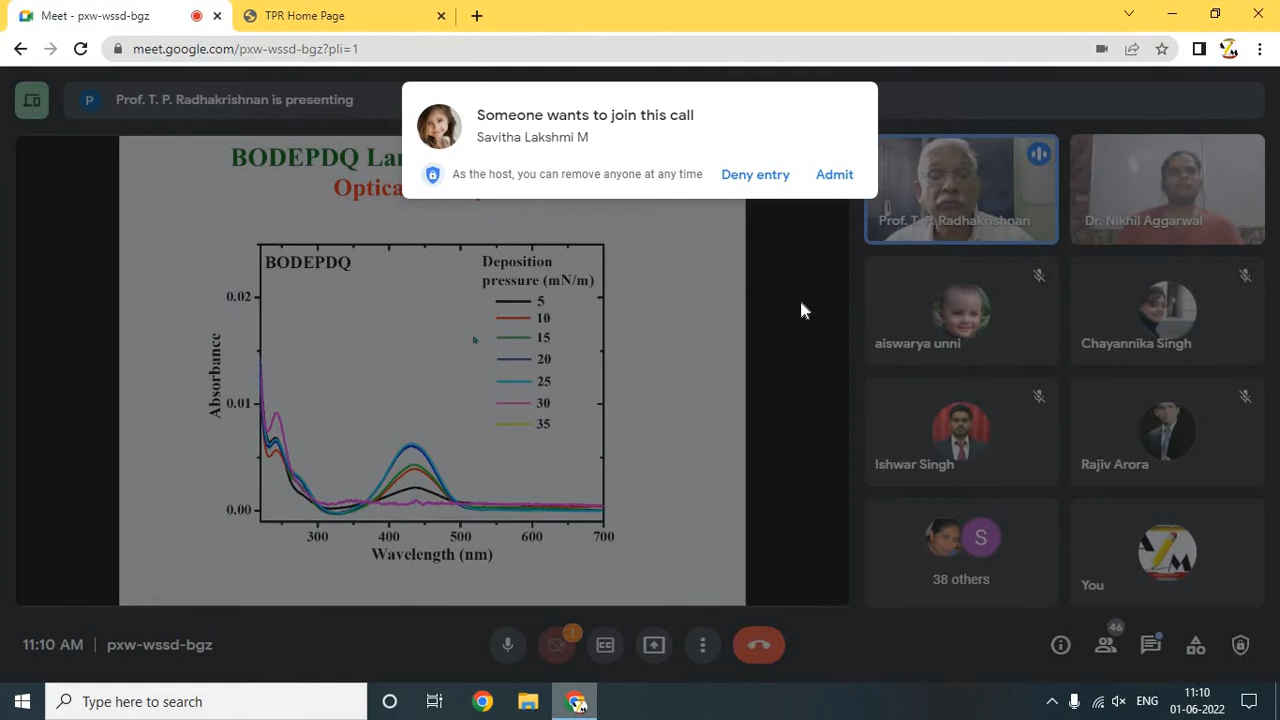 Meet - pxw-wssd-bgz
TPR Home Page
meet.google.com/pxw-wssd-bgz?pli=1
P
Prof. T. P. Radhakrishnan is presenting
Someone wants to join this call
Savitha Lakshmi M
As the host, you can remove anyone at any time
Deny entry
Admit
BODEPDQ
Optica
BODEPDQ
Deposition
pressure (mN/m)
5
10
15
20
25
30
35
0.02
0.01
0.00
Absorbance
300 400 500 600 700
Wavelength (nm)
Prof. T. P. Radhakrishnan
Dr. Nikhil Aggarwal
aiswarya unni
Chayannika Singh
Ishwar Singh
Rajiv Arora
S
38 others
You
11:10 AM
pxw-wssd-bgz
CC
46
Type here to search
ENG
11:10
01-06-2022